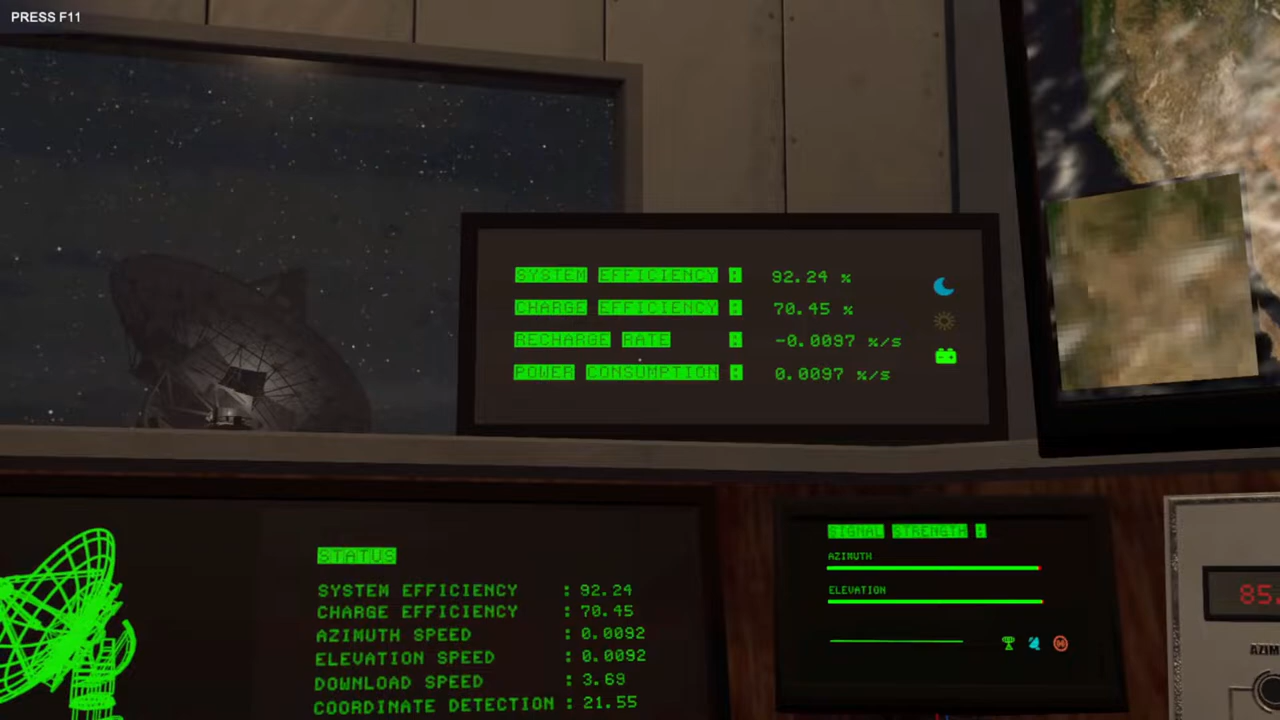 PRESS F11
SYSTEM EFFICIENCY : 92.24 %
CHARGE EFFICIENCY : 70.45 %
RECHARGE RATE : -0.0097 %/s
POWER CONSUMPTION : 0.0097 %/s
STATUS
SYSTEM EFFICIENCY : 92.24
CHARGE EFFICIENCY : 70.45
AZIMUTH SPEED : 0.0092
ELEVATION SPEED : 0.0092
DOWNLOAD SPEED : 3.69
COORDINATE DETECTION : 21.55
SIGNAL STRENGTH :
AZIMUTH
ELEVATION
85.
AZIM